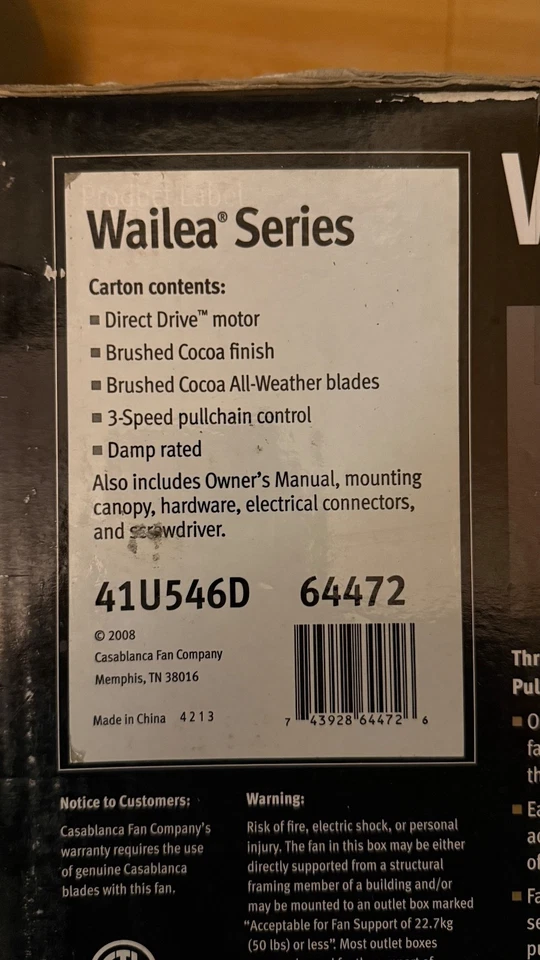 Product Label
Wailea® Series
Carton contents:
■ Direct Drive™ motor
■ Brushed Cocoa finish
■ Brushed Cocoa All-Weather blades
■ 3-Speed pullchain control
■ Damp rated
Also includes Owner's Manual, mounting
canopy, hardware, electrical connectors,
and screwdriver.
41U546D 64472
© 2008
Casablanca Fan Company
Memphis, TN 38016
Made in China 4213
7 43928 64472 6
Notice to Customers:
Casablanca Fan Company's
warranty requires the use
of genuine Casablanca
blades with this fan.
Warning:
Risk of fire, electric shock, or personal
injury. The fan in this box may be either
directly supported from a structural
framing member of a building and/or
may be mounted to an outlet box marked
"Acceptable for Fan Support of 22.7kg
(50 lbs) or less". Most outlet boxes